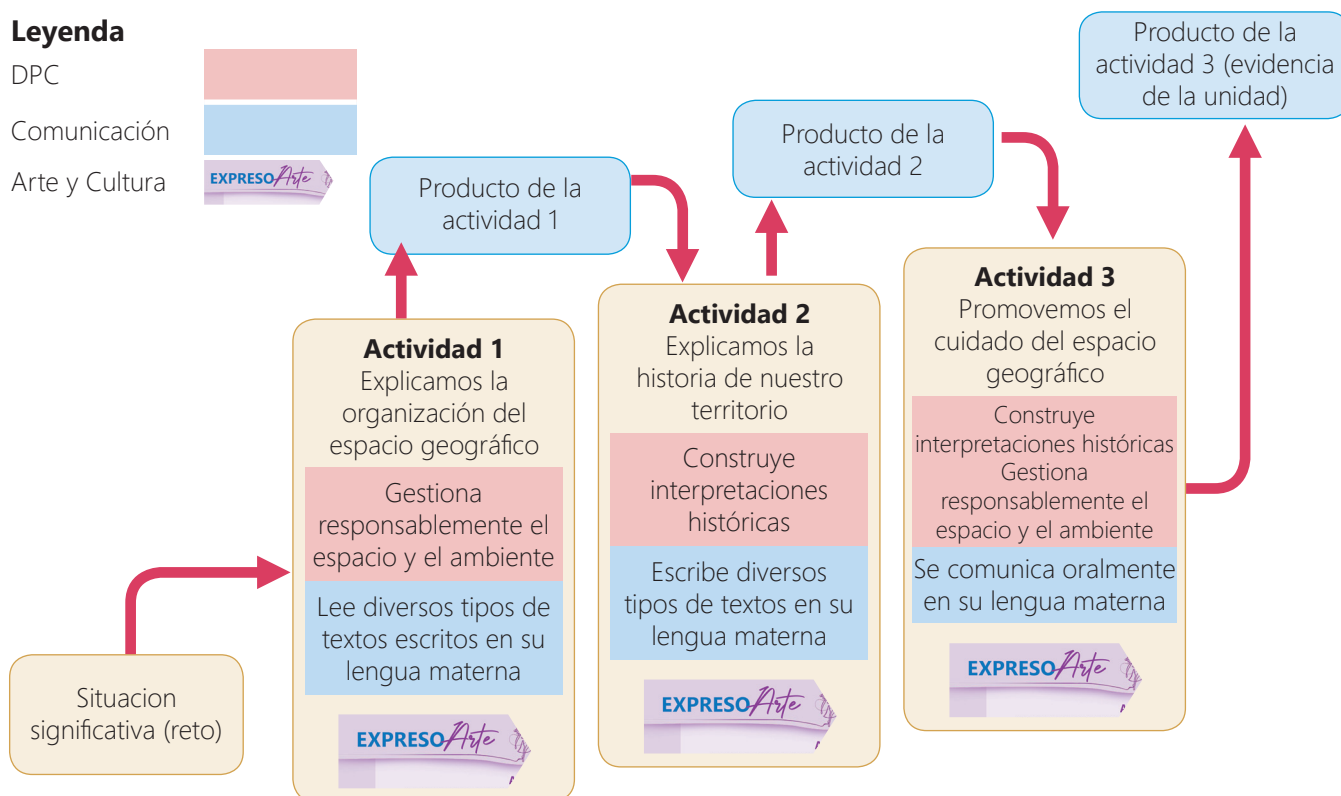 Leyenda
DPC
Comunicación
Arte y Cultura
EXPRESOArte
Producto de la
actividad 1
Producto de la
actividad 2
Producto de la
actividad 3 (evidencia
de la unidad)
Situacion
significativa (reto)
Actividad 1
Explicamos la
organización del
espacio geográfico
Gestiona
responsablemente el
espacio y el ambiente
Lee diversos tipos de
textos escritos en su
lengua materna
EXPRESOArte
Actividad 2
Explicamos la
historia de nuestro
territorio
Construye
interpretaciones
históricas
Escribe diversos
tipos de textos en su
lengua materna
EXPRESOArte
Actividad 3
Promovemos el
cuidado del espacio
geográfico
Construye
interpretaciones históricas
Gestiona
responsablemente el
espacio y el ambiente
Se comunica oralmente
en su lengua materna
EXPRESOArte